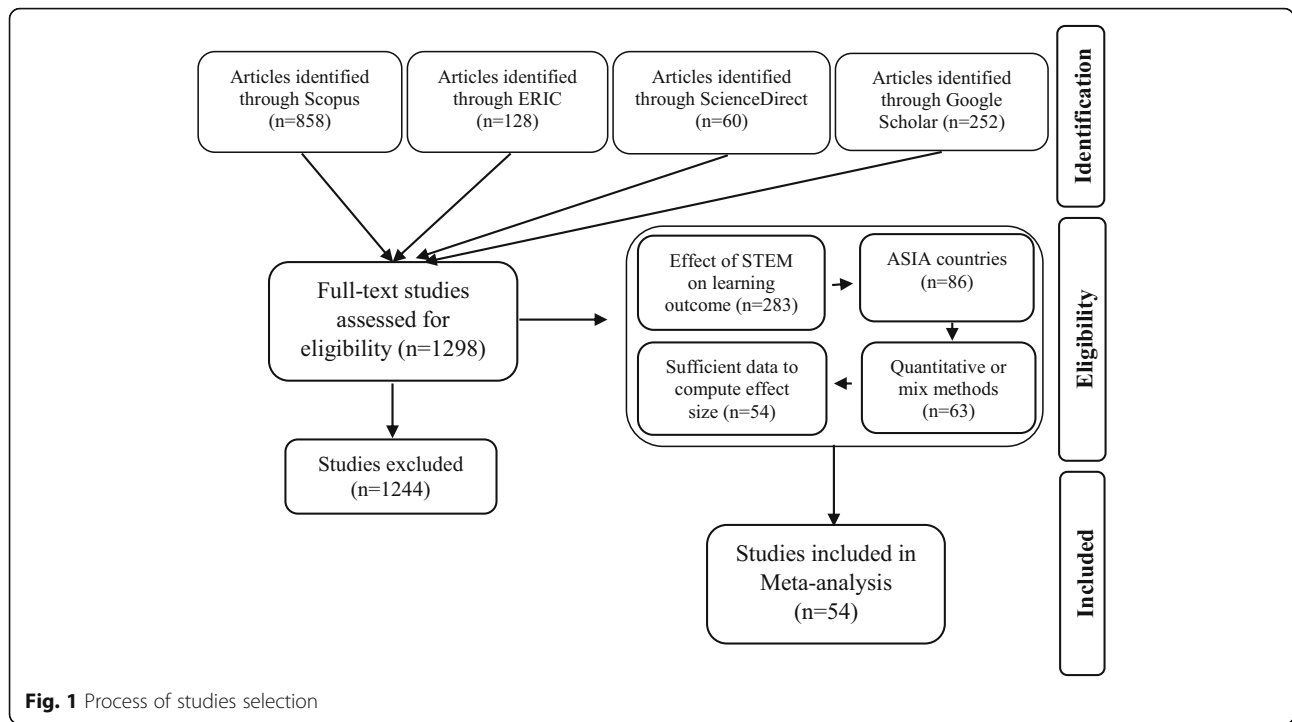 Articles identified
through Scopus
(n=858)
Articles identified
through ERIC
(n=128)
Articles identified
through ScienceDirect
(n=60)
Articles identified
through Google
Scholar (n=252)
Identification
Full-text studies
assessed for
eligibility (n=1298)
Effect of STEM
on learning
outcome (n=283)
ASIA countries
(n=86)
Sufficient data to
compute effect
size (n=54)
Quantitative or
mix methods
(n=63)
Eligibility
Studies excluded
(n=1244)
Studies included in
Meta-analysis
(n=54)
Included
Fig. 1 Process of studies selection